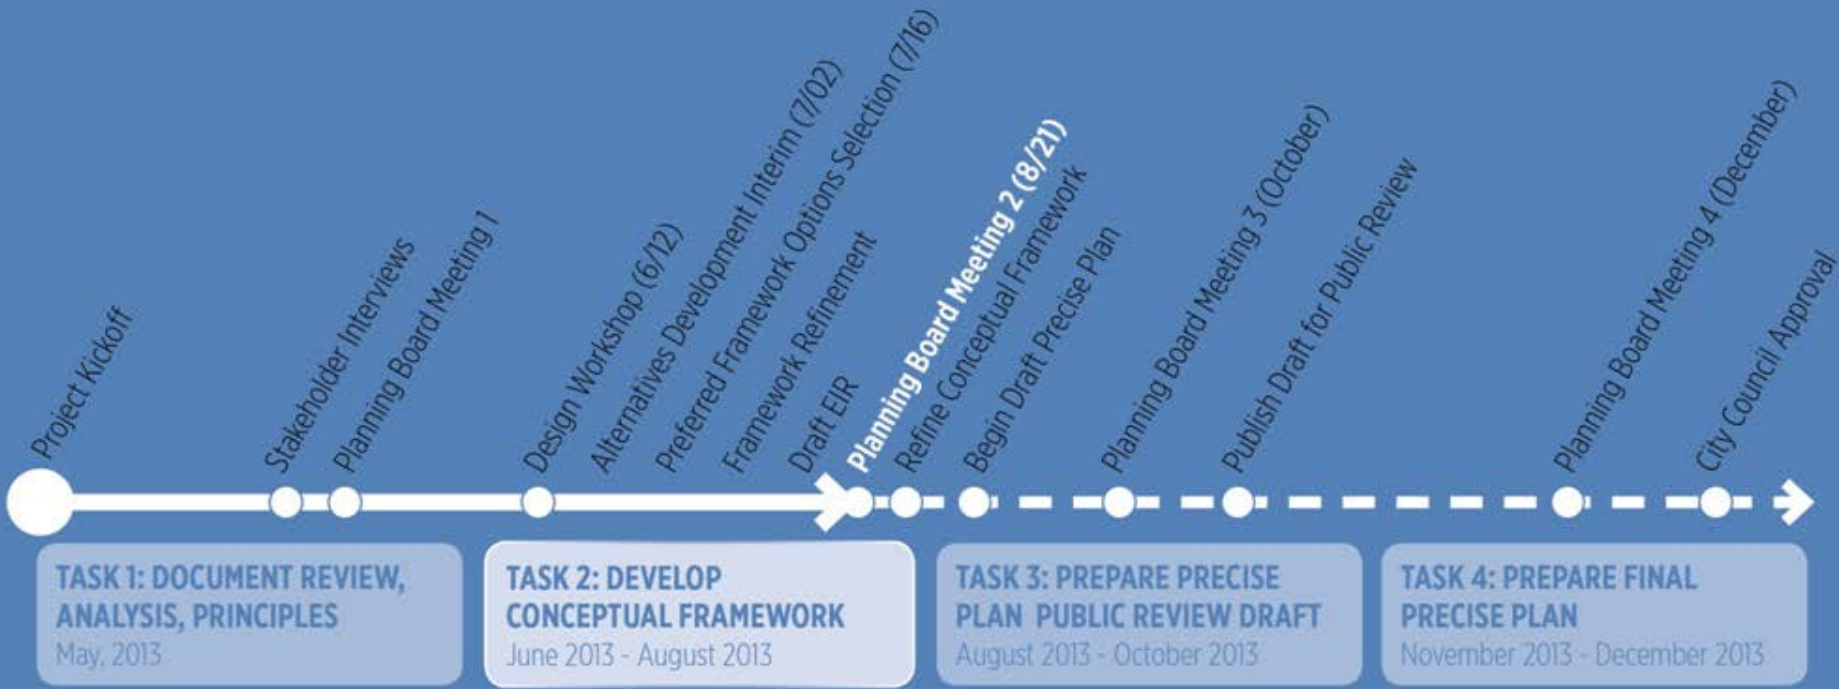 Project Kickoff
Stakeholder Interviews
Planning Board Meeting 1
Design Workshop (6/12)
Alternatives Development Interim (7/02)
Preferred Framework Options Selection (7/16)
Framework Refinement
Draft EIR
Planning Board Meeting 2 (8/21)
Refine Conceptual Framework
Begin Draft Precise Plan
Planning Board Meeting 3 (October)
Publish Draft for Public Review
Planning Board Meeting 4 (December)
City Council Approval
TASK 1: DOCUMENT REVIEW,
ANALYSIS, PRINCIPLES
May, 2013
TASK 2: DEVELOP
CONCEPTUAL FRAMEWORK
June 2013 - August 2013
TASK 3: PREPARE PRECISE
PLAN PUBLIC REVIEW DRAFT
August 2013 - October 2013
TASK 4: PREPARE FINAL
PRECISE PLAN
November 2013 - December 2013